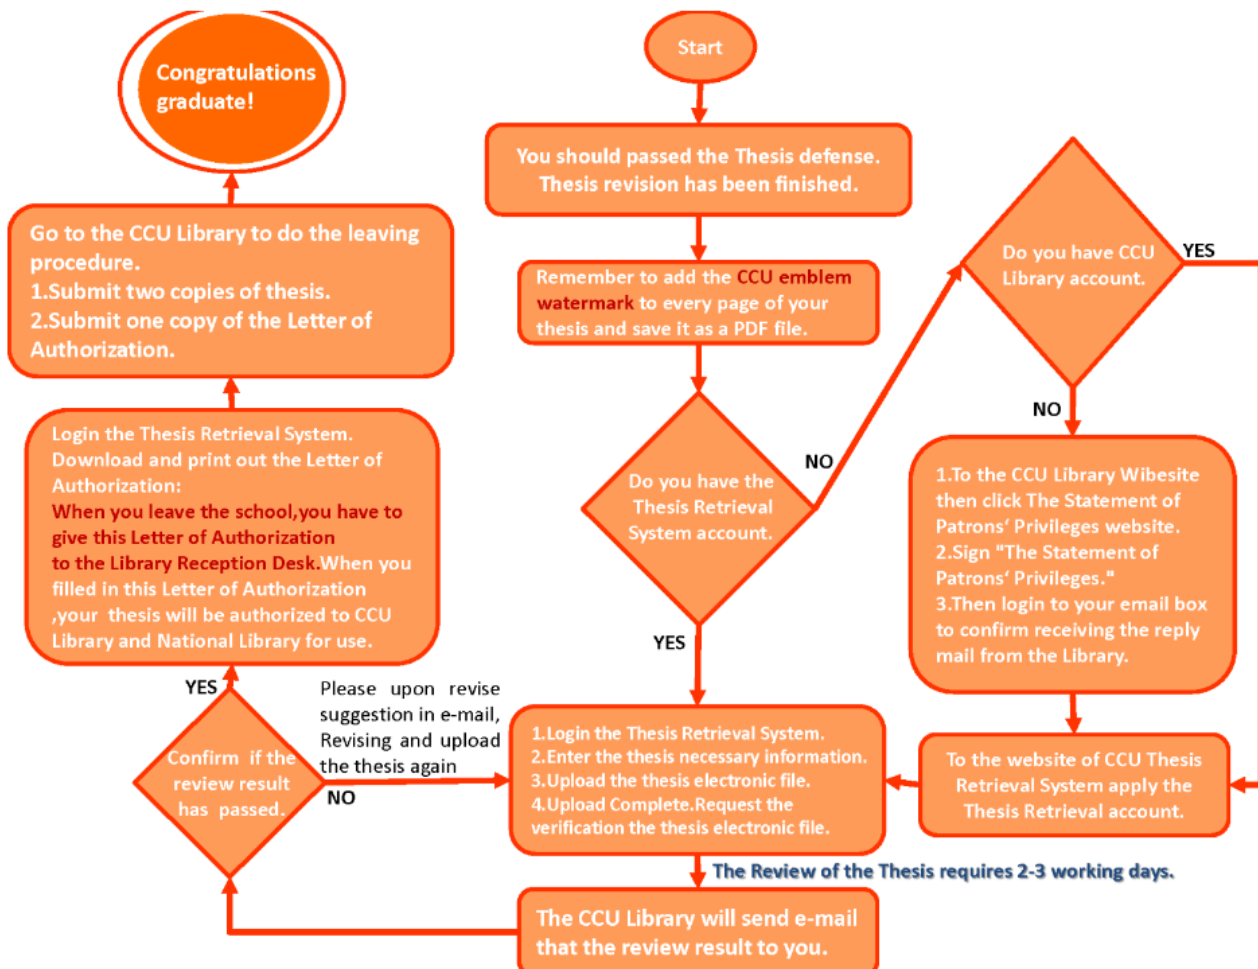 Start
You should passed the Thesis defense.
Thesis revision has been finished.
Remember to add the CCU emblem
watermark to every page of your
thesis and save it as a PDF file.
Do you have the
Thesis Retrieval
System account.
NO
YES
Do you have CCU
Library account.
YES
NO
1.To the CCU Library Wibesite
then click The Statement of
Patrons‘ Privileges website.
2.Sign "The Statement of
Patrons‘ Privileges."
3.Then login to your email box
to confirm receiving the reply
mail from the Library.
To the website of CCU Thesis
Retrieval System apply the
Thesis Retrieval account.
1.Login the Thesis Retrieval System.
2.Enter the thesis necessary information.
3.Upload the thesis electronic file.
4.Upload Complete.Request the
verification the thesis electronic file.
The Review of the Thesis requires 2-3 working days.
The CCU Library will send e-mail
that the review result to you.
Confirm if the
review result
has passed.
NO
Please upon revise
suggestion in e-mail,
Revising and upload
the thesis again
YES
Login the Thesis Retrieval System.
Download and print out the Letter of
Authorization:
When you leave the school,you have to
give this Letter of Authorization
to the Library Reception Desk.When you
filled in this Letter of Authorization
,your thesis will be authorized to CCU
Library and National Library for use.
Go to the CCU Library to do the leaving
procedure.
1.Submit two copies of thesis.
2.Submit one copy of the Letter of
Authorization.
Congratulations
graduate!